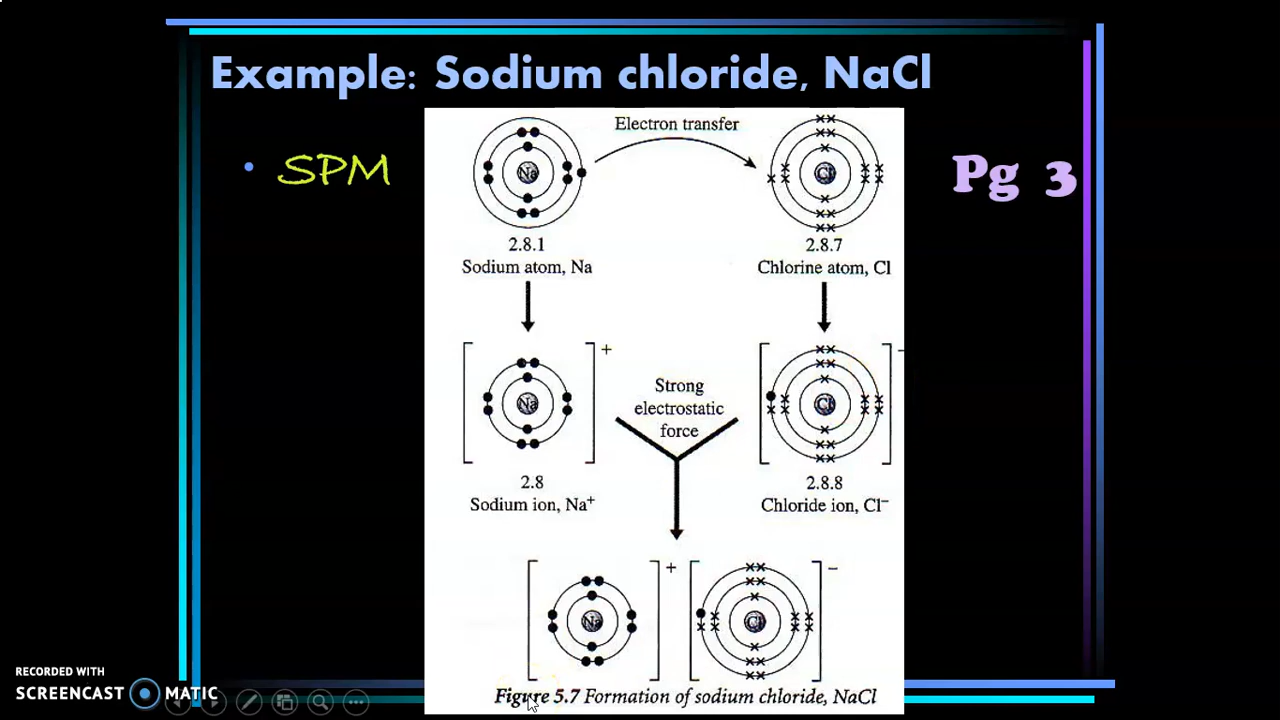 Example: Sodium chloride, NaCl
• SPM
Pg 3
Electron transfer
Na
Cl
2.8.1
Sodium atom, Na
2.8.7
Chlorine atom, Cl
Na
+
Strong
electrostatic
force
Cl
−
2.8
Sodium ion, Na⁺
2.8.8
Chloride ion, Cl⁻
Na
+
Cl
−
Figure 5.7 Formation of sodium chloride, NaCl
RECORDED WITH
SCREENCAST MATIC